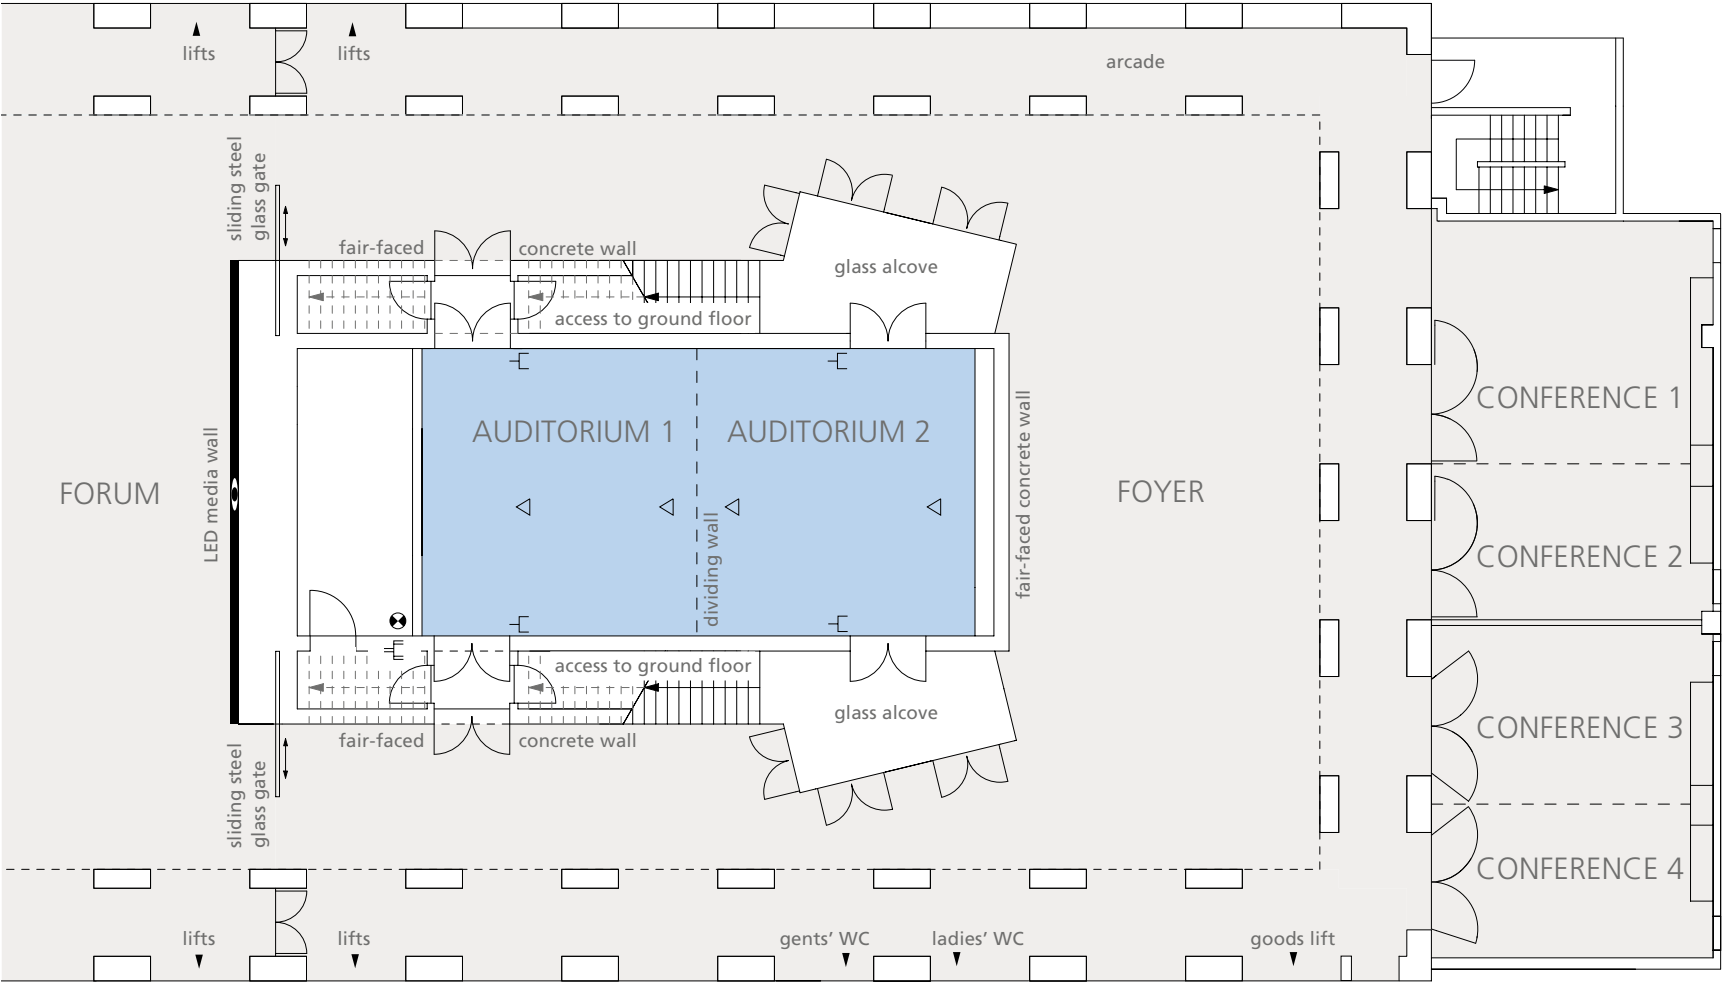 lifts
lifts
arcade
sliding steel
glass gate
fair-faced
concrete wall
glass alcove
access to ground floor
AUDITORIUM 1
AUDITORIUM 2
dividing wall
LED media wall
FORUM
fair-faced concrete wall
FOYER
CONFERENCE 1
CONFERENCE 2
CONFERENCE 3
CONFERENCE 4
access to ground floor
glass alcove
fair-faced
concrete wall
sliding steel
glass gate
lifts
lifts
gents’ WC
ladies’ WC
goods lift